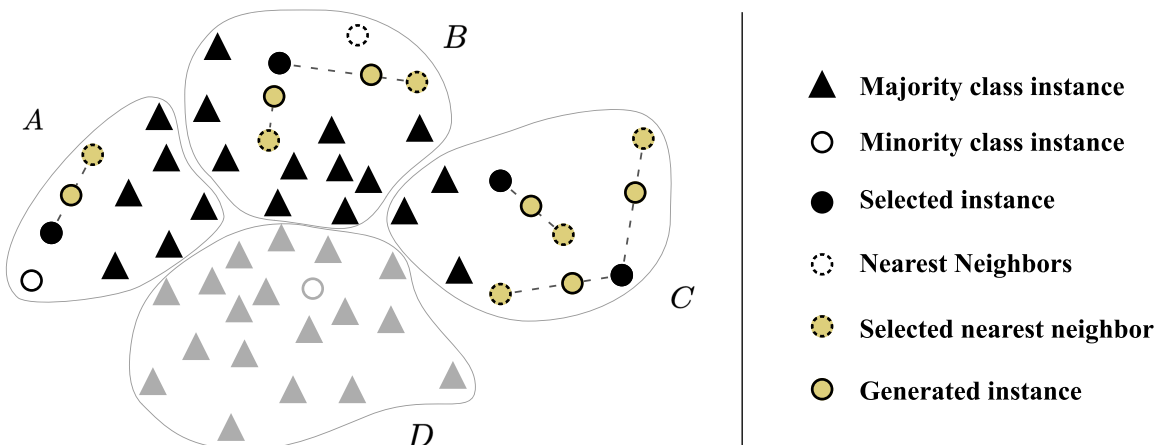 A
B
C
D
Majority class instance
Minority class instance
Selected instance
Nearest Neighbors
Selected nearest neighbor
Generated instance